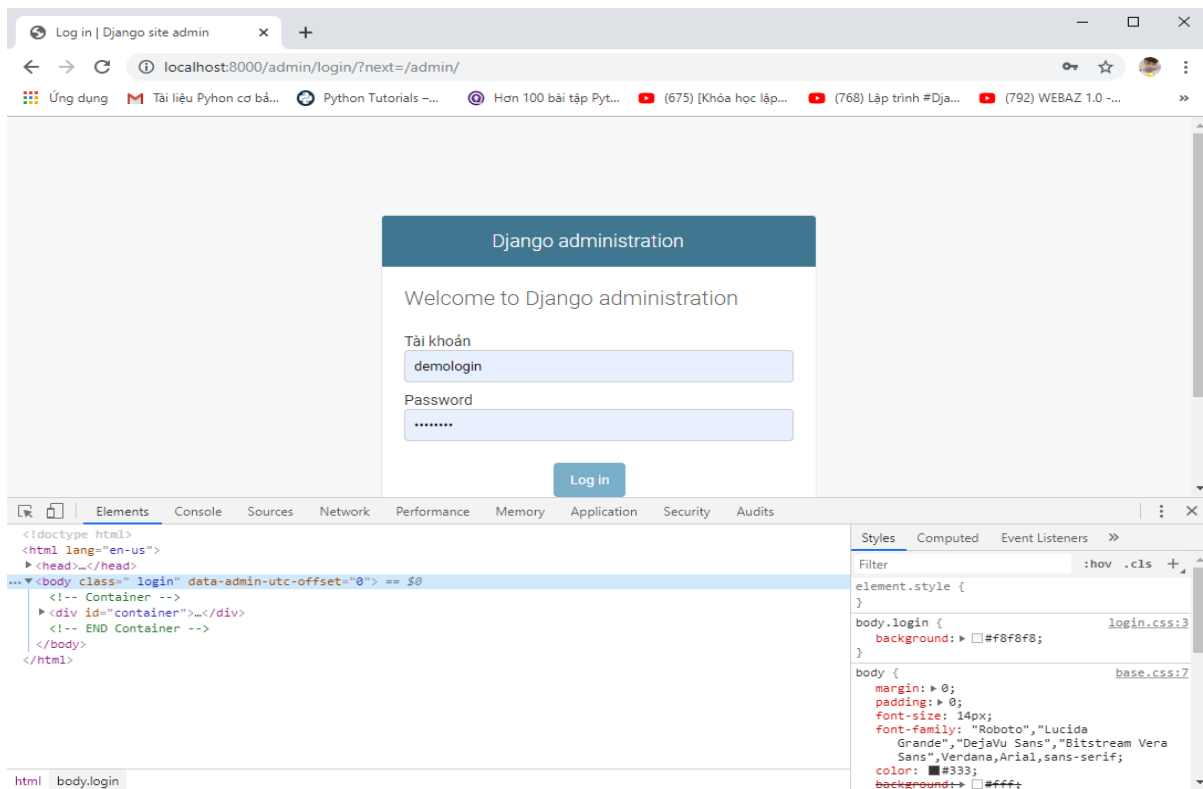 Log in | Django site admin
localhost:8000/admin/login/?next=/admin/
Ứng dụng Tài liệu Pyhon cơ bả... Python Tutorials –... Hơn 100 bài tập Pyt... (675) [Khóa học lập... (768) Lập trình #Dja... (792) WEBAZ 1.0 -... »
Django administration
Welcome to Django administration
Tài khoản
demologin
Password
••••••••
Log in
Elements Console Sources Network Performance Memory Application Security Audits
<!doctype html>
<html lang="en-us">
<head>…</head>
...<body class=" login" data-admin-utc-offset="0"> == $0
<!-- Container -->
<div id="container">…</div>
<!-- END Container -->
</body>
</html>
html body.login
Styles Computed Event Listeners »
Filter :hov .cls +
element.style {
}
body.login { login.css:3
background: #f8f8f8;
}
body { base.css:7
margin: 0;
padding: 0;
font-size: 14px;
font-family: "Roboto","Lucida
Grande","DejaVu Sans","Bitstream Vera
Sans",Verdana,Arial,sans-serif;
color: #333;
background: #fff;